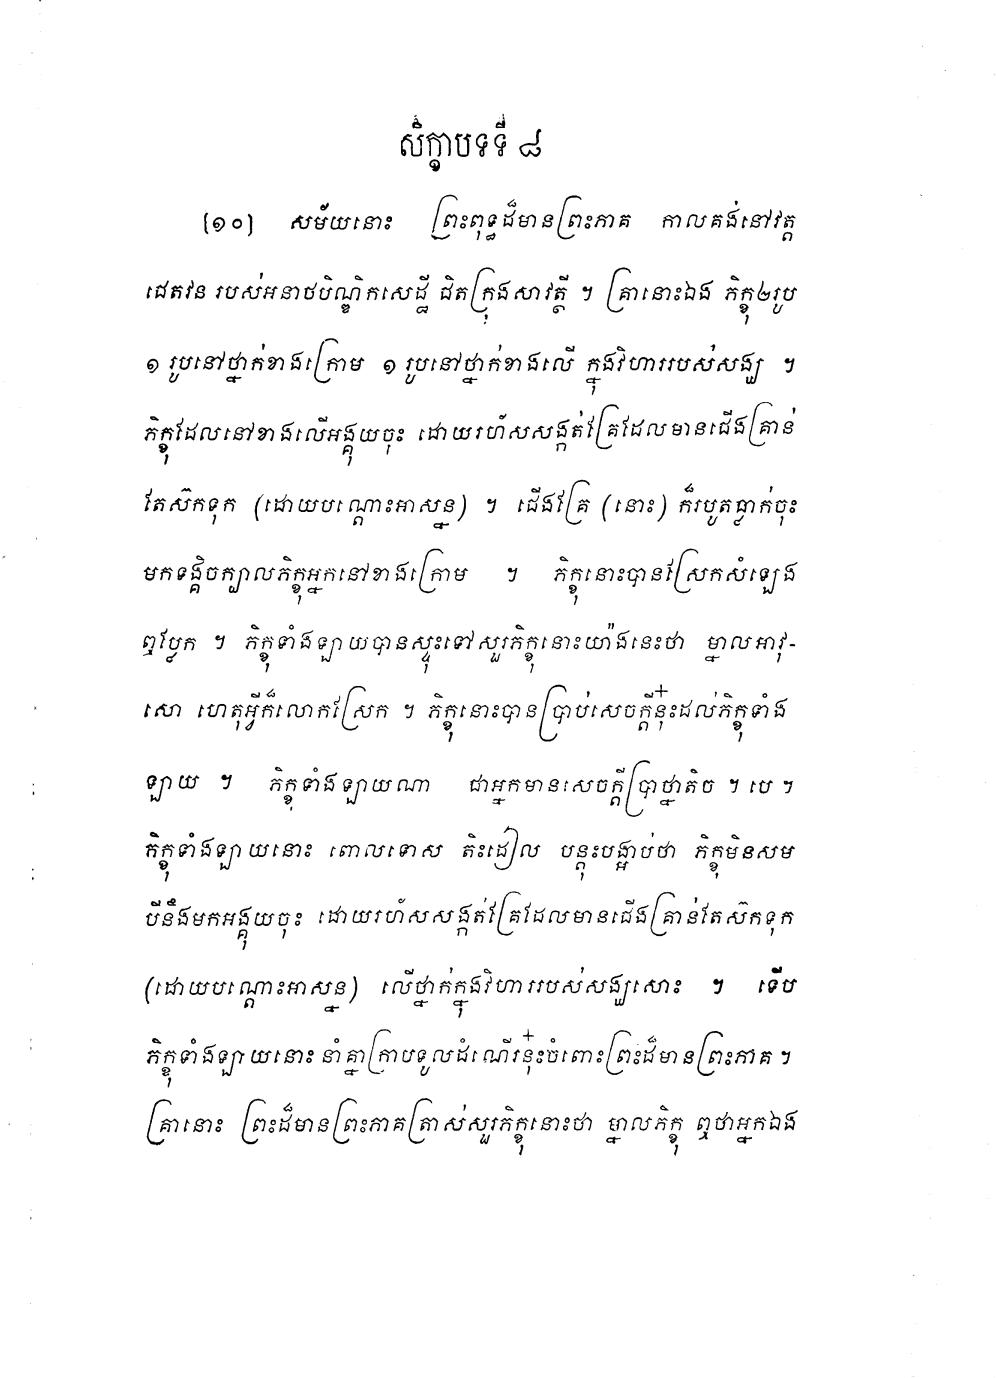 សិក្ខាបទទី ៨
[១០] សម័យនោះ ព្រះពុទ្ធដ៏មានព្រះភាគ កាលគង់នៅវត្ត
ជេតវន របស់អនាថបិណ្ឌិកសេដ្ឋី ជិតក្រុងសាវត្ថី ។ គ្រានោះឯង ភិក្ខុ២រូប
១ រូបនៅថ្នាក់ខាងក្រោម ១ រូបនៅថ្នាក់ខាងលើ ក្នុងវិហាររបស់សង្ឃ ។
ភិក្ខុដែលនៅខាងលើអង្គុយចុះ ដោយរហ័សសង្កត់គ្រែដែលមានជើងគ្រាន់
តែស៊កទុក (ដោយបណ្តោះអាសន្ន) ។ ជើងគ្រែ (នោះ) ក៏របូតធ្លាក់ចុះ
មកទង្គិចក្បាលភិក្ខុអ្នកនៅខាងក្រោម ។ ភិក្ខុនោះបានស្រែកសំឡេង
ឮប្លែក ។ ភិក្ខុទាំងឡាយបានស្ទុះទៅសួរភិក្ខុនោះយ៉ាងនេះថា ម្នាលអាវុ-
សោ ហេតុអ្វីក៏លោកស្រែក ។ ភិក្ខុនោះបានប្រាប់សេចក្តីនុ៎ះដល់ភិក្ខុទាំង
ឡាយ ។ ភិក្ខុទាំងឡាយណា ជាអ្នកមានសេចក្តីប្រាថ្នាតិច ។ បេ ។
ភិក្ខុទាំងឡាយនោះ ពោលទោស តិះដៀល បន្តុះបង្អាប់ថា ភិក្ខុមិនសម
បីនឹងមកអង្គុយចុះ ដោយរហ័សសង្កត់គ្រែដែលមានជើងគ្រាន់តែស៊កទុក
(ដោយបណ្តោះអាសន្ន) លើថ្នាក់ក្នុងវិហាររបស់សង្ឃសោះ ។ ទើប
ភិក្ខុទាំងឡាយនោះ នាំគ្នាក្រាបទូលដំណើរនុ៎ះចំពោះព្រះដ៏មានព្រះភាគ ។
គ្រានោះ ព្រះដ៏មានព្រះភាគត្រាស់សួរភិក្ខុនោះថា ម្នាលភិក្ខុ ឮថាអ្នកឯង